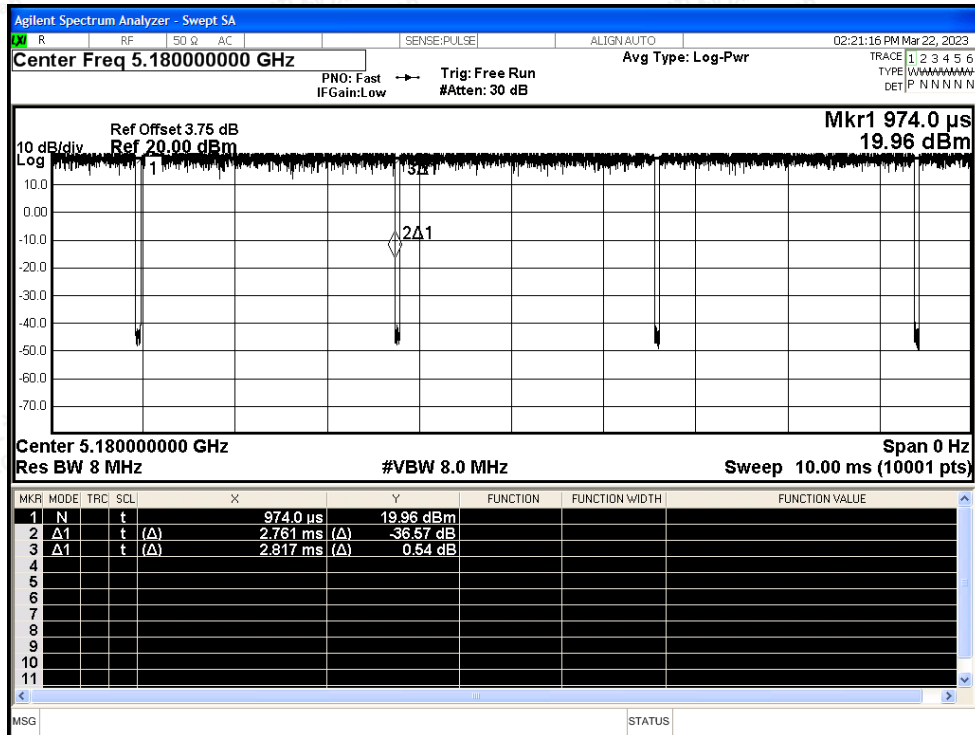 Agilent Spectrum Analyzer - Swept SA
LXI R RF 50 Ω AC SENSE:PULSE ALIGN AUTO 02:21:16 PM Mar 22, 2023
Center Freq 5.180000000 GHz
PNO: Fast
IFGain:Low
Trig: Free Run
#Atten: 30 dB
Avg Type: Log-Pwr
TRACE 1 2 3 4 5 6
TYPE
DET P N N N N N
Mkr1 974.0 µs
19.96 dBm
Ref Offset 3.75 dB
Ref 20.00 dBm
10 dB/div
Log
1
3Δ1
2Δ1
10.0
0.00
-10.0
-20.0
-30.0
-40.0
-50.0
-60.0
-70.0
Center 5.180000000 GHz Span 0 Hz
Res BW 8 MHz #VBW 8.0 MHz Sweep 10.00 ms (10001 pts)
MKR MODE TRC SCL X Y FUNCTION FUNCTION WIDTH FUNCTION VALUE
1 N t 974.0 µs 19.96 dBm
2 Δ1 t (Δ) 2.761 ms (Δ) -36.57 dB
3 Δ1 t (Δ) 2.817 ms (Δ) 0.54 dB
4
5
6
7
8
9
10
11
MSG STATUS